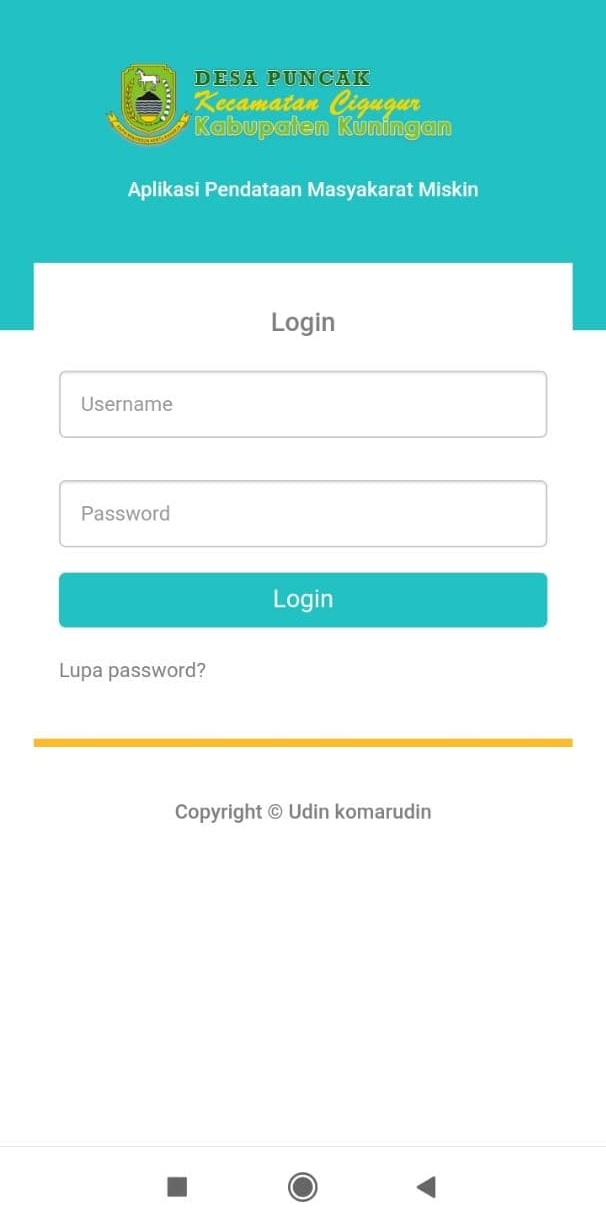 DESA PUNCAK
Kecamatan Cigugur
Kabupaten Kuningan
Aplikasi Pendataan Masyakarat Miskin
Login
Username
Password
Login
Lupa password?
Copyright © Udin komarudin